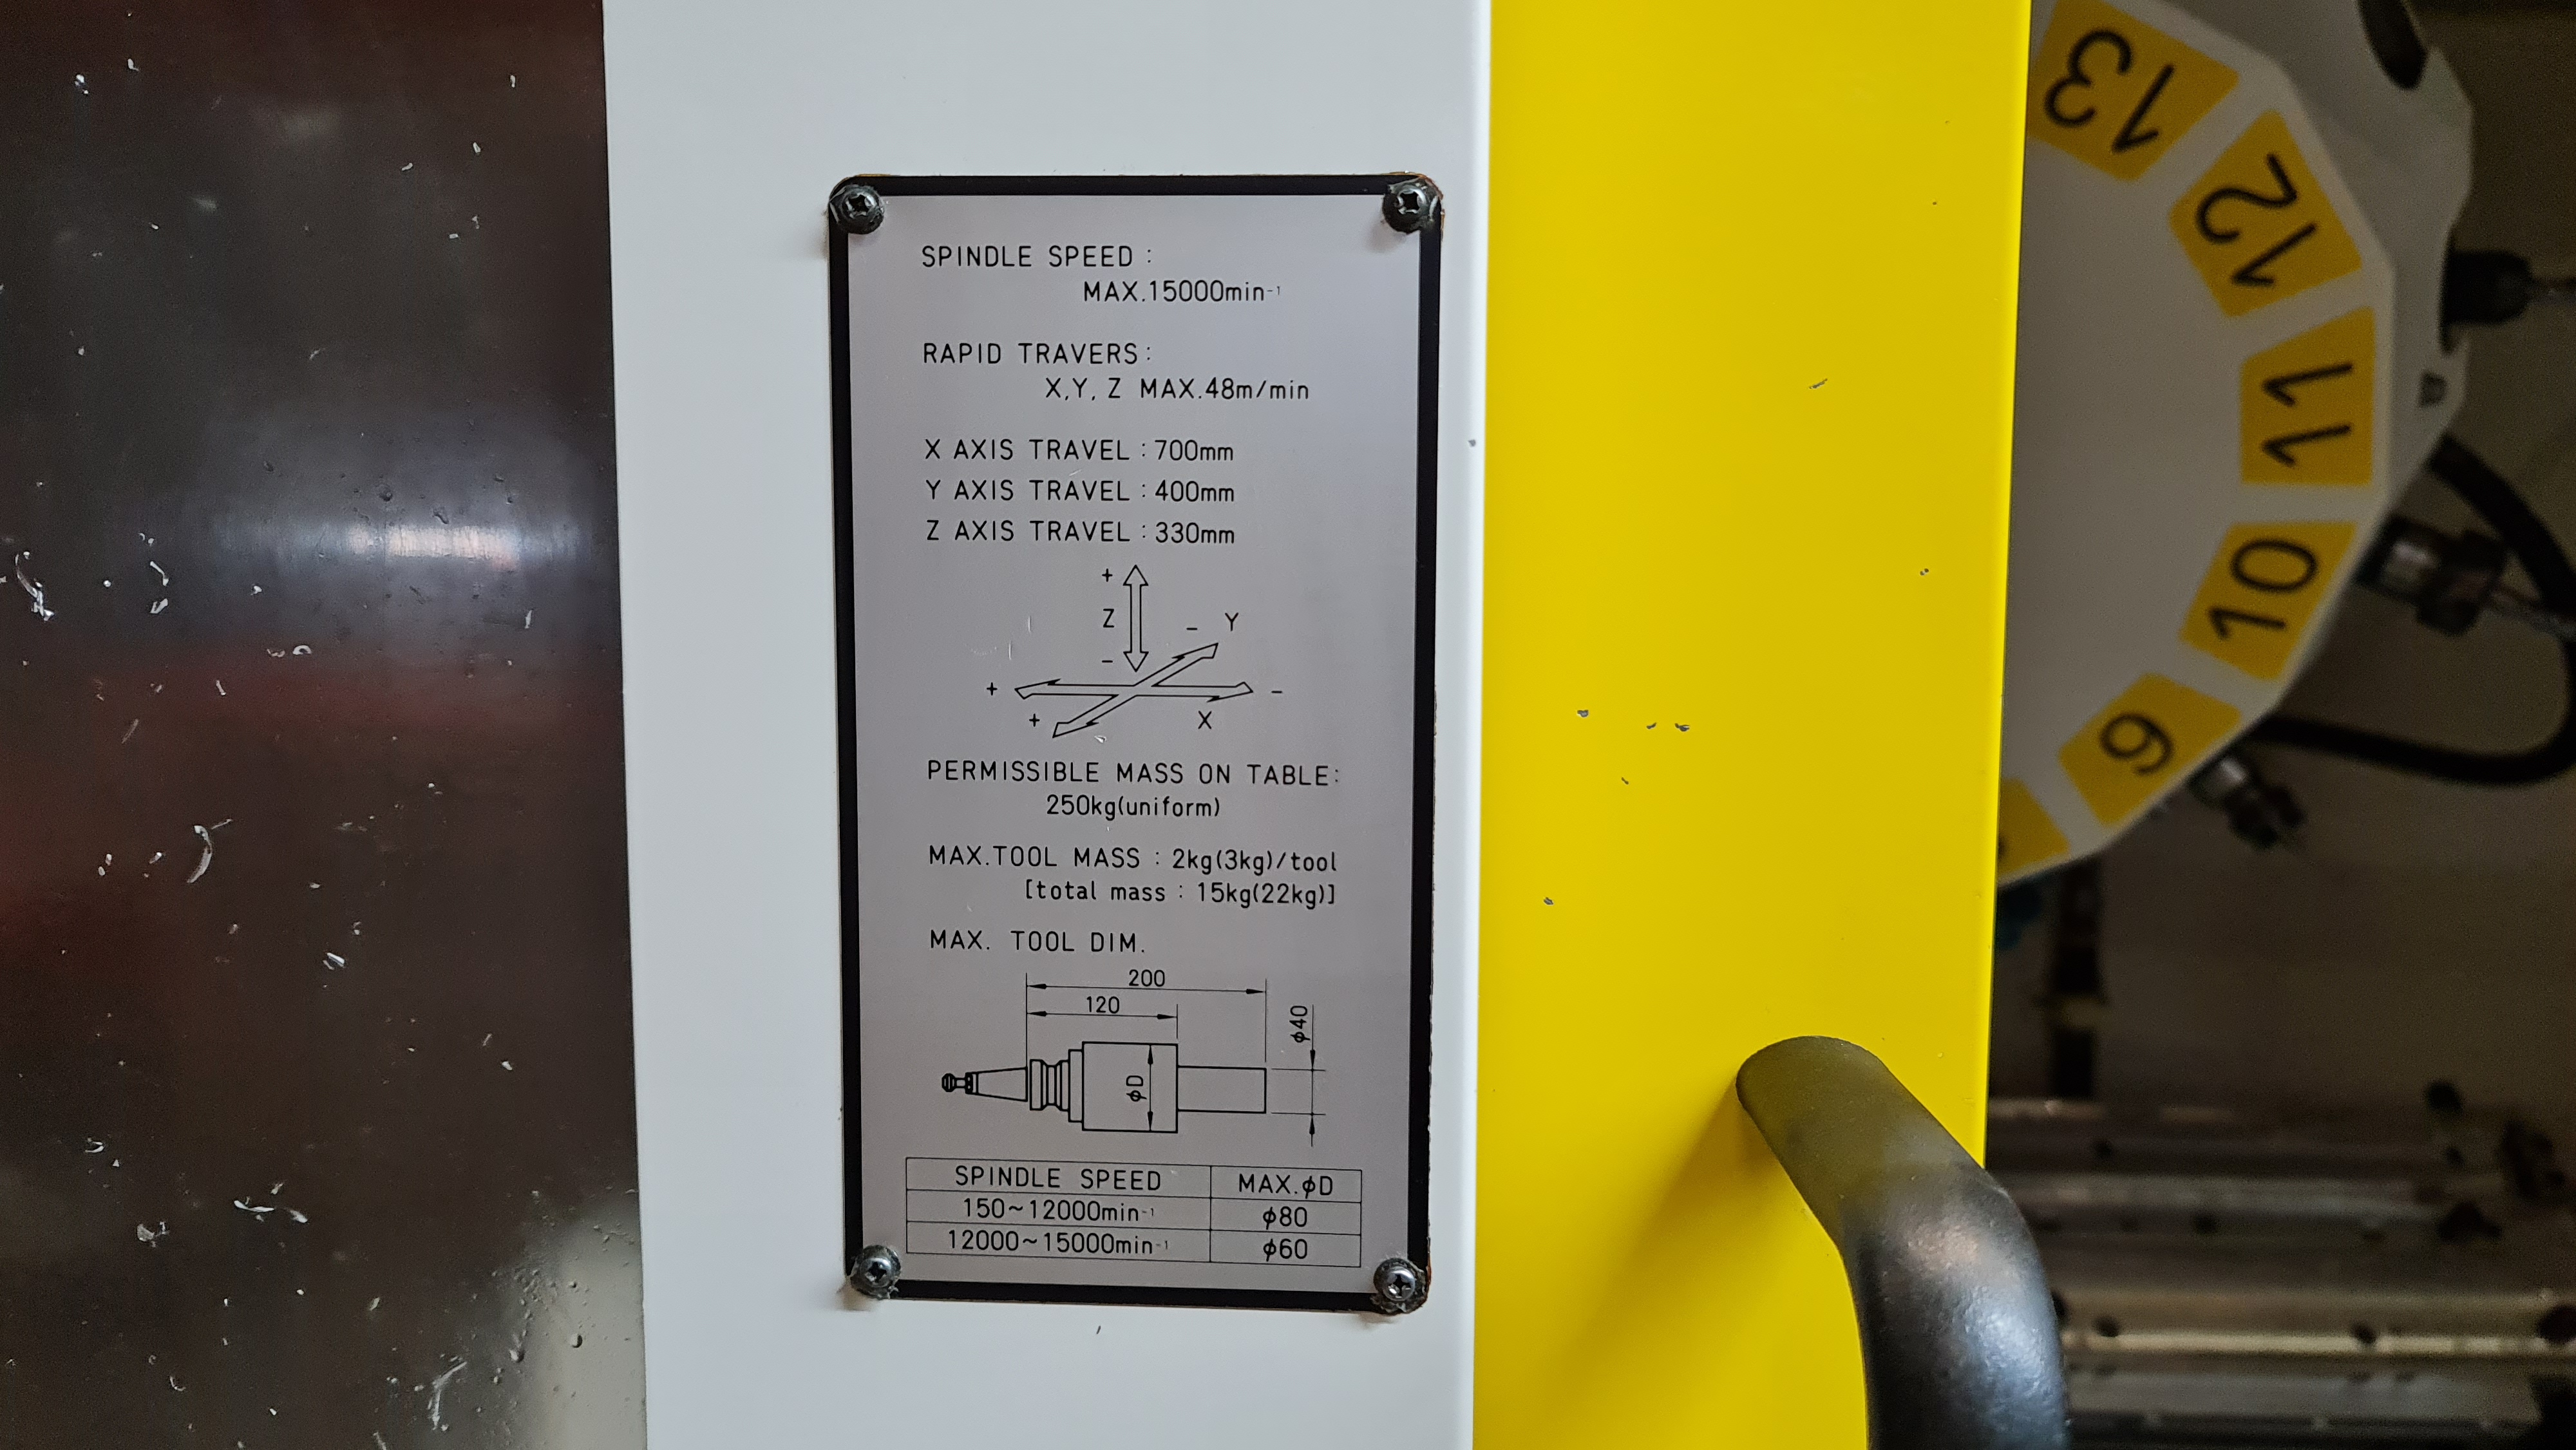 SPINDLE SPEED :
MAX.15000min⁻¹
RAPID TRAVERS :
X,Y, Z MAX.48m/min
X AXIS TRAVEL : 700mm
Y AXIS TRAVEL : 400mm
Z AXIS TRAVEL : 330mm
+
Z
−
− Y
+ −
+ X
PERMISSIBLE MASS ON TABLE:
250kg(uniform)
MAX.TOOL MASS : 2kg(3kg)/tool
[total mass : 15kg(22kg)]
MAX. TOOL DIM.
200
120
ϕ40
ϕD
SPINDLE SPEED MAX.ϕD
150~12000min⁻¹ ϕ80
12000~15000min⁻¹ ϕ60
13
12
11
10
9